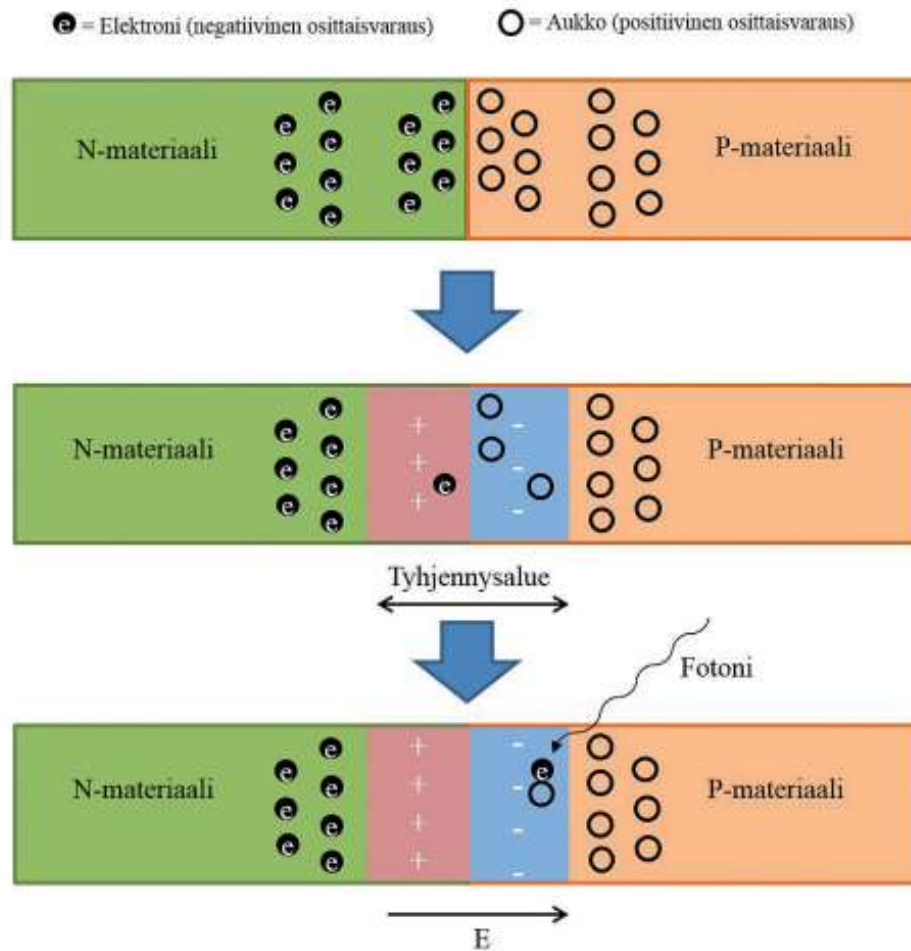 e = Elektroni (negatiivinen osittaisvaraus) = Aukko (positiivinen osittaisvaraus)
N-materiaali e e e e e e e e e e e e e e P-materiaali
N-materiaali e e e e e e e + + + e - - - P-materiaali
Tyhjennysalue
Fotoni
N-materiaali e e e e e e e + + + + - - - - e P-materiaali
E